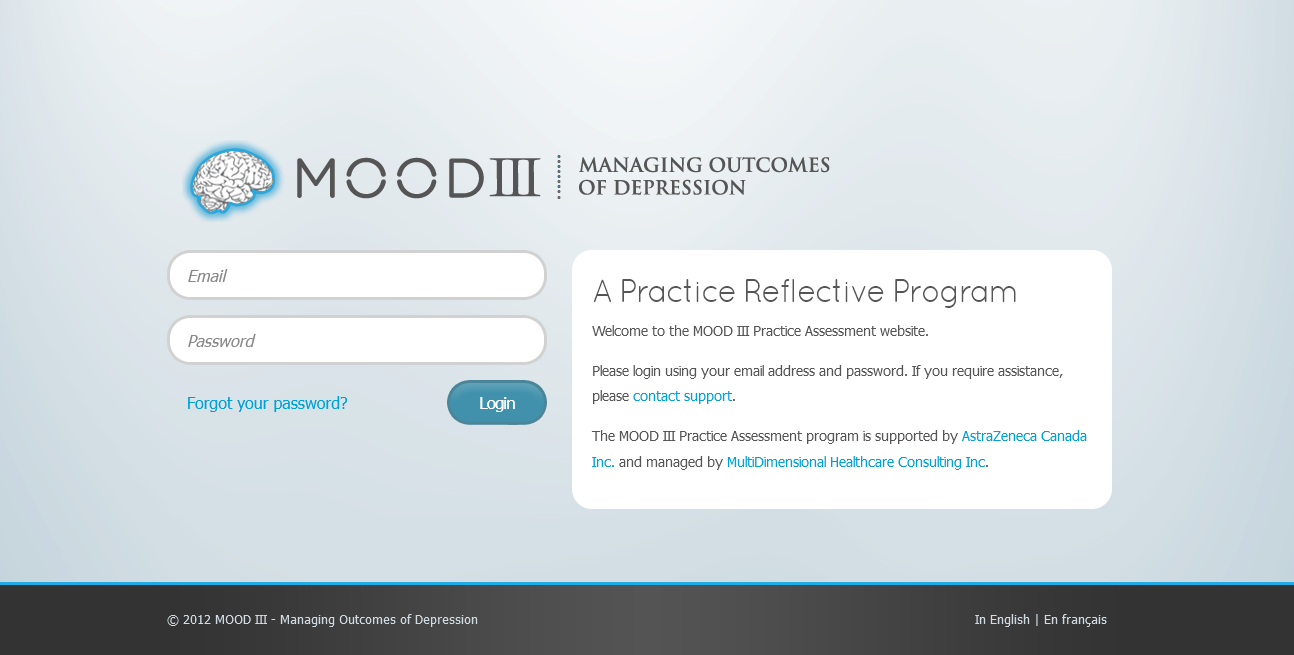 MOOD III
MANAGING OUTCOMES
OF DEPRESSION
Email
Password
Forgot your password?
Login
A Practice Reflective Program
Welcome to the MOOD III Practice Assessment website.
Please login using your email address and password. If you require assistance,
please contact support.
The MOOD III Practice Assessment program is supported by AstraZeneca Canada
Inc. and managed by MultiDimensional Healthcare Consulting Inc.
© 2012 MOOD III - Managing Outcomes of Depression
In English | En français